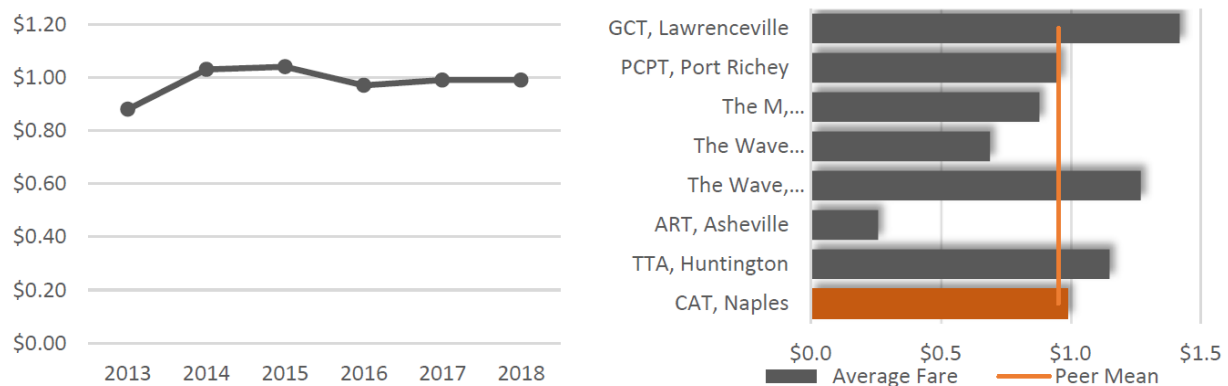 $1.20
$1.00
$0.80
$0.60
$0.40
$0.20
$0.00
2013 2014 2015 2016 2017 2018
GCT, Lawrenceville
PCPT, Port Richey
The M,...
The Wave...
The Wave,...
ART, Asheville
TTA, Huntington
CAT, Naples
$0.0 $0.5 $1.0 $1.5
Average Fare Peer Mean